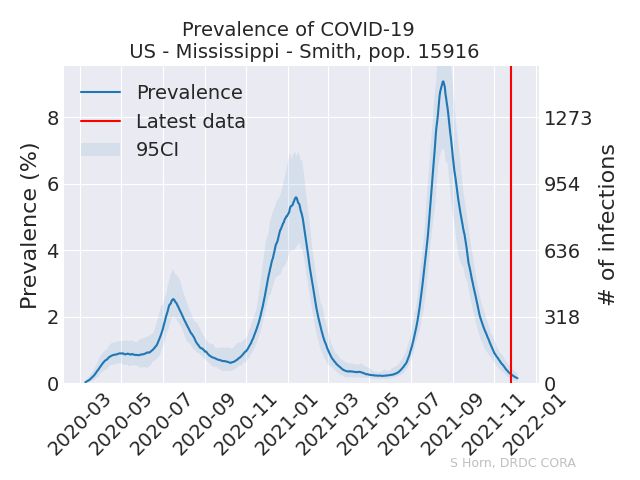 Prevalence of COVID-19
US - Mississippi - Smith, pop. 15916
Prevalence
Latest data
95CI
Prevalence (%)
8
6
4
2
0
1273
954
636
318
0
# of infections
2020-03
2020-05
2020-07
2020-09
2020-11
2021-01
2021-03
2021-05
2021-07
2021-09
2021-11
2022-01
S Horn, DRDC CORA